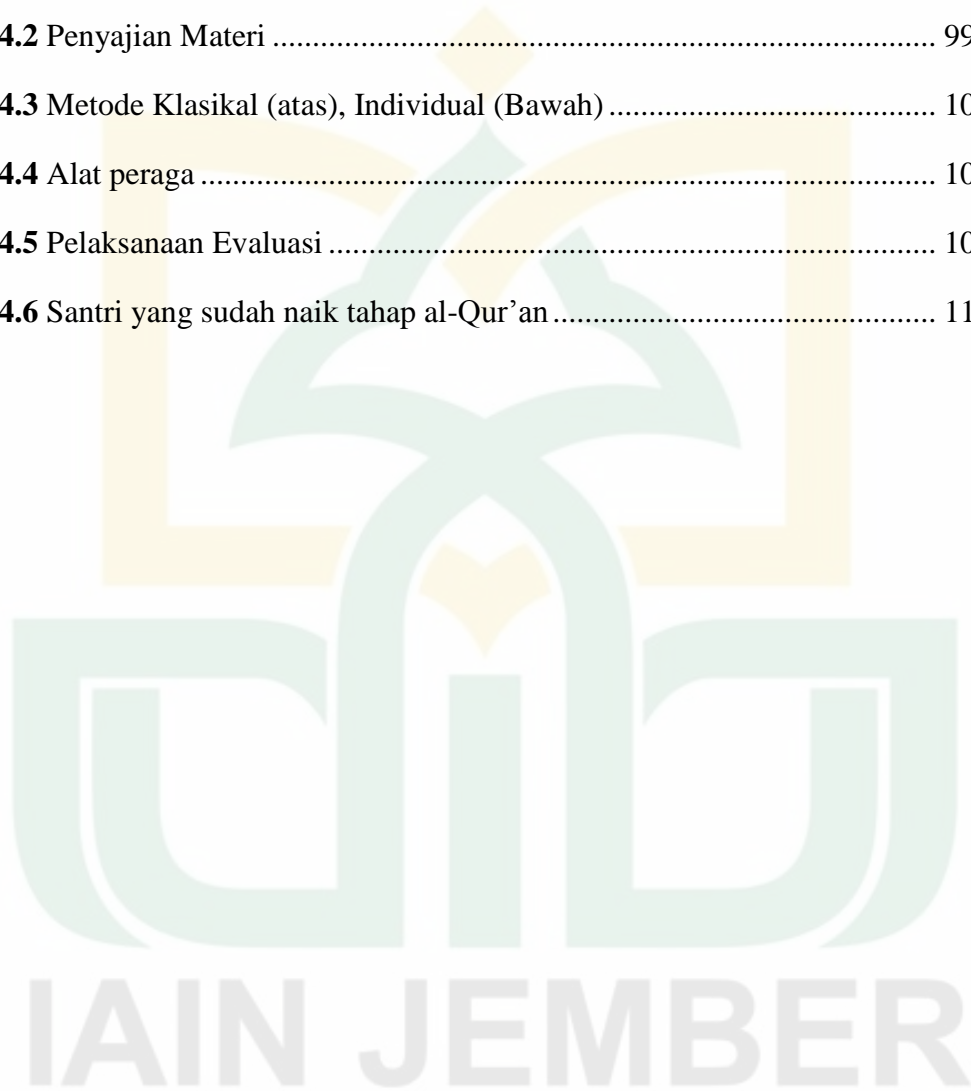 4.2 Penyajian Materi ................................................................................... 99
4.3 Metode Klasikal (atas), Individual (Bawah) ......................................... 10
4.4 Alat peraga ............................................................................................ 10
4.5 Pelaksanaan Evaluasi ............................................................................ 10
4.6 Santri yang sudah naik tahap al-Qur’an ................................................ 11
IAIN JEMBER